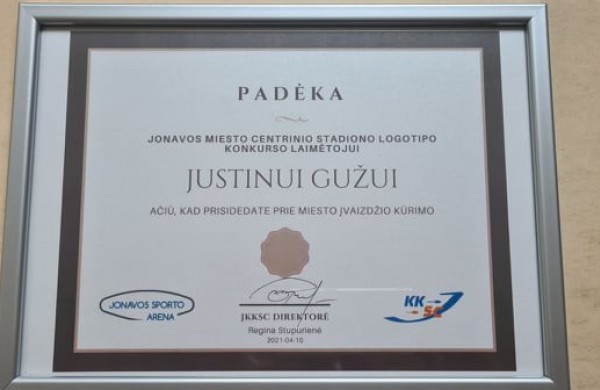 PADĖKA
JONAVOS MIESTO CENTRINIO STADIONO LOGOTIPO
KONKURSO LAIMĖTOJUI
JUSTINUI GUŽUI
AČIŪ, KAD PRISIDEDATE PRIE MIESTO ĮVAIZDŽIO KŪRIMO
JONAVOS SPORTO
ARENA
JKKSC DIREKTORĖ
Regina Stupurienė
2021-04-15
KK
SC